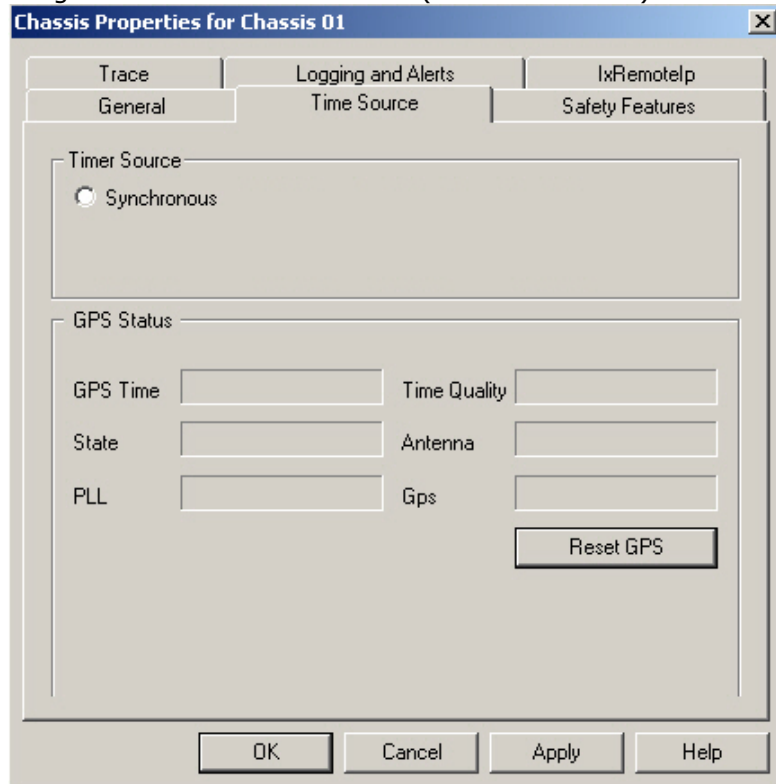 Chassis Properties for Chassis 01
Trace Logging and Alerts IxRemoteIp
General Time Source Safety Features
Timer Source
Synchronous
GPS Status
GPS Time Time Quality
State Antenna
PLL Gps
Reset GPS
OK Cancel Apply Help